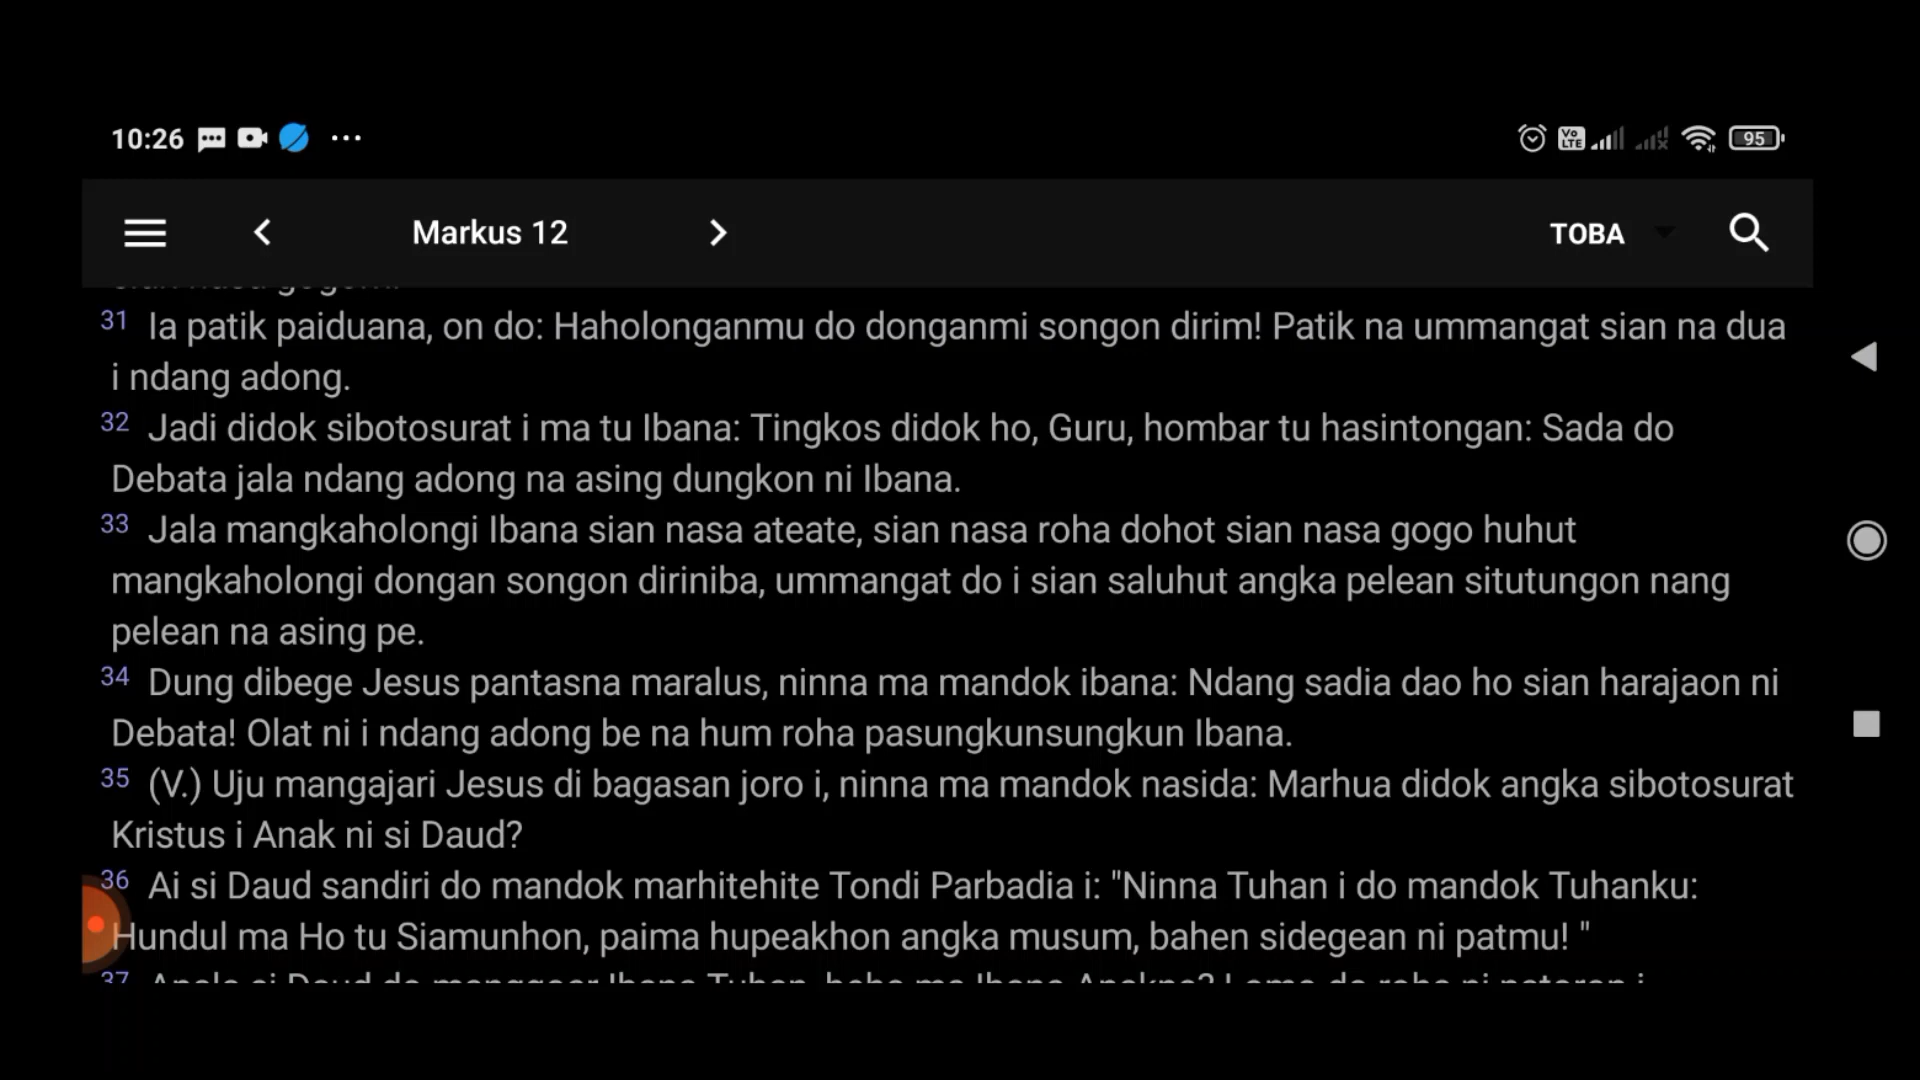 10:26
Vo LTE
95
Markus 12
TOBA
31 Ia patik paiduana, on do: Haholonganmu do donganmi songon dirim! Patik na ummangat sian na dua
i ndang adong.
32 Jadi didok sibotosurat i ma tu Ibana: Tingkos didok ho, Guru, hombar tu hasintongan: Sada do
Debata jala ndang adong na asing dungkon ni Ibana.
33 Jala mangkaholongi Ibana sian nasa ateate, sian nasa roha dohot sian nasa gogo huhut
mangkaholongi dongan songon diriniba, ummangat do i sian saluhut angka pelean situtungon nang
pelean na asing pe.
34 Dung dibege Jesus pantasna maralus, ninna ma mandok ibana: Ndang sadia dao ho sian harajaon ni
Debata! Olat ni i ndang adong be na hum roha pasungkunsungkun Ibana.
35 (V.) Uju mangajari Jesus di bagasan joro i, ninna ma mandok nasida: Marhua didok angka sibotosurat
Kristus i Anak ni si Daud?
36 Ai si Daud sandiri do mandok marhitehite Tondi Parbadia i: "Ninna Tuhan i do mandok Tuhanku:
Hundul ma Ho tu Siamunhon, paima hupeakhon angka musum, bahen sidegean ni patmu! "
37